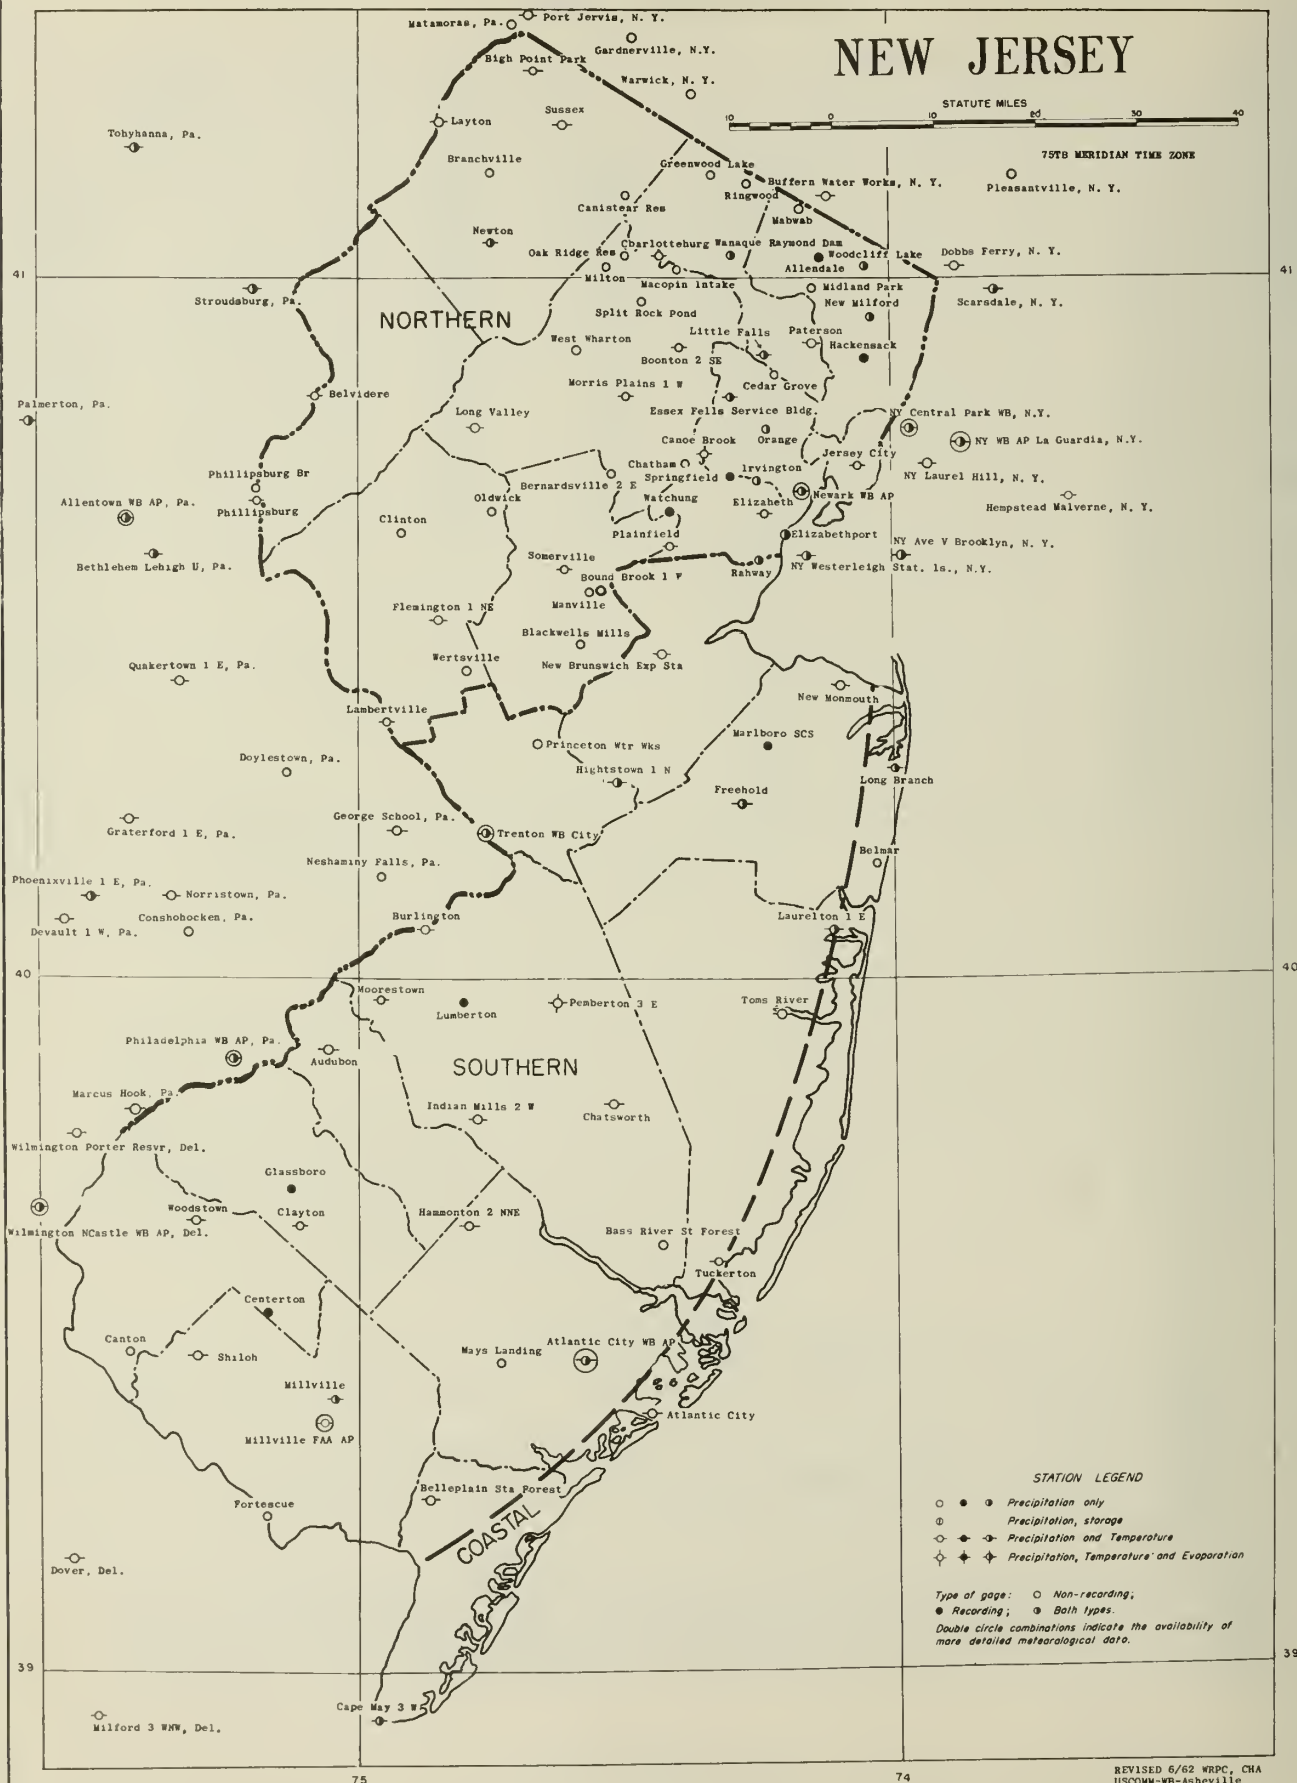 Matamoras, Pa.
Port Jervis, N. Y.
Gardnerville, N.Y.
NEW JERSEY
Bigh Point Park
Warwick, N. Y.
STATUTE MILES
10 0 10 20 40
Sussex
Layton
Tobyhanna, Pa.
75TB MERIDIAN TIME ZONE
Branchville
Greenwood Lake
Buffern Water Works, N. Y.
Pleasantville, N. Y.
Ringwood
Canistear Res
Mabwab
Newton
Cbarlotteburg
Wanaque Raymond Dam
Oak Ridge Res
Woodcliff Lake
Dobbs Ferry, N. Y.
Milton
Allendale
41
41
Macopin Intake
Midland Park
Stroudsburg, Pa.
New Milford
Scarsdale, N. Y.
NORTHERN
Split Rock Pond
Little Falls
Paterson
West Wharton
Hackensack
Boonton 2 SE
Morris Plains 1 W
Cedar Grove
Belvidere
Palmerton, Pa.
Essex Fells Service Bldg.
NY Central Park WB, N.Y.
Long Valley
Canoe Brook
Orange
NY WB AP La Guardia, N.Y.
Jersey City
Chatham
Irvington
Phillipsburg Br
Springfield
NY Laurel Hill, N. Y.
Bernardsville 2 E
Allentown WB AP, Pa.
Oldwick
Watchung
Newark WB AP
Elizabeth
Hempstead Malverne, N. Y.
Phillipsburg
Clinton
Plainfield
Elizabethport
NY Ave V Brooklyn, N. Y.
Somerville
Bethlehem Lehigh U, Pa.
Rahway
NY Westerleigh Stat. Is., N.Y.
Bound Brook 1 W
Manville
Flemington 1 NE
Blackwells Mills
Wertsville
Quakertown 1 E, Pa.
New Brunswick Exp Sta
New Monmouth
Lambertville
Marlboro SCS
Princeton Wtr Wks
Doylestown, Pa.
Hightstown 1 N
Long Branch
Freehold
George School, Pa.
Graterford 1 E, Pa.
Trenton WB City
Belmar
Neshaminy Falls, Pa.
Phoenixville 1 E, Pa.
Norristown, Pa.
Conshohocken, Pa.
Burlington
Laurelton 1 E
Devault 1 W, Pa.
40
40
Moorestown
Toms River
Pemberton 3 E
Lumberton
Philadelphia WB AP, Pa.
Audubon
SOUTHERN
Marcus Hook, Pa.
Indian Mills 2 W
Chatsworth
Wilmington Porter Resvr, Del.
Glassboro
Woodstown
Clayton
Hammonton 2 NNE
Wilmington NCastle WB AP, Del.
Bass River St Forest
Tuckerton
Centerton
Canton
Shiloh
Mays Landing
Atlantic City WB AP
Millville
Atlantic City
Millville FAA AP
STATION LEGEND
Belleplain Sta Forest
Fortescue
Precipitation only
Precipitation, storage
COASTAL
Precipitation and Temperature
Precipitation, Temperature and Evaporation
Dover, Del.
Type of gage: Non-recording;
Recording; Both types.
Double circle combinations indicate the availability of
more detailed meteorological data.
39
39
Cape May 3 W
Milford 3 WNW, Del.
75
74
REVISED 6/62 WRPC, CHA
USCOMM-WB-Asheville